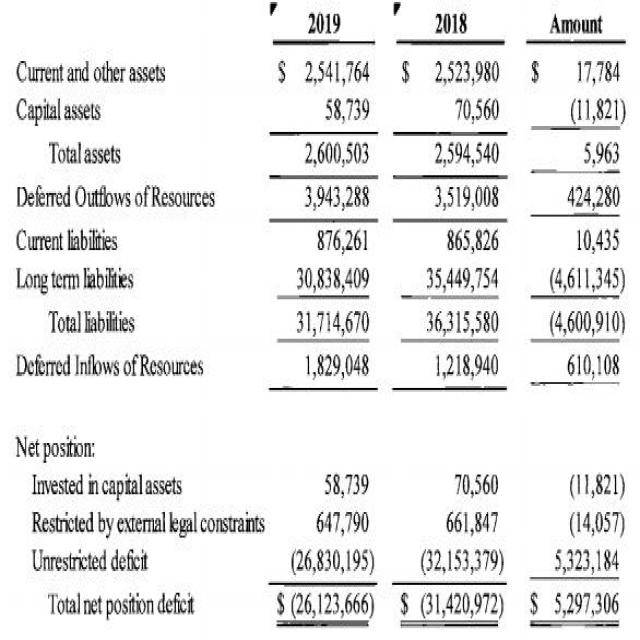 2019 2018 Amount
Current and other assets $ 2,541,764 $ 2,523,980 $ 17,784
Capital assets 58,739 70,560 (11,821)
Total assets 2,600,503 2,594,540 5,963
Deferred Outflows of Resources 3,943,288 3,519,008 424,280
Current liabilities 876,261 865,826 10,435
Long term liabilities 30,838,409 35,449,754 (4,611,345)
Total liabilities 31,714,670 36,315,580 (4,600,910)
Deferred Inflows of Resources 1,829,048 1,218,940 610,108
Net position:
Invested in capital assets 58,739 70,560 (11,821)
Restricted by external legal constraints 647,790 661,847 (14,057)
Unrestricted deficit (26,830,195) (32,153,379) 5,323,184
Total net position deficit $ (26,123,666) $ (31,420,972) $ 5,297,306